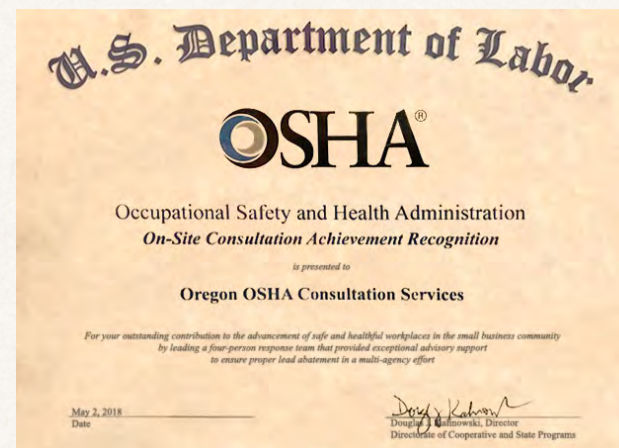 U.S. Department of Labor
OSHA®
Occupational Safety and Health Administration
On-Site Consultation Achievement Recognition
is presented to
Oregon OSHA Consultation Services
For your outstanding contribution to the advancement of safe and healthful workplaces in the small business community
by leading a four-person response team that provided exceptional advisory support
to ensure proper lead abatement in a multi-agency effort
May 2, 2018
Date
Douglas J. Kalinowski, Director
Directorate of Cooperative and State Programs